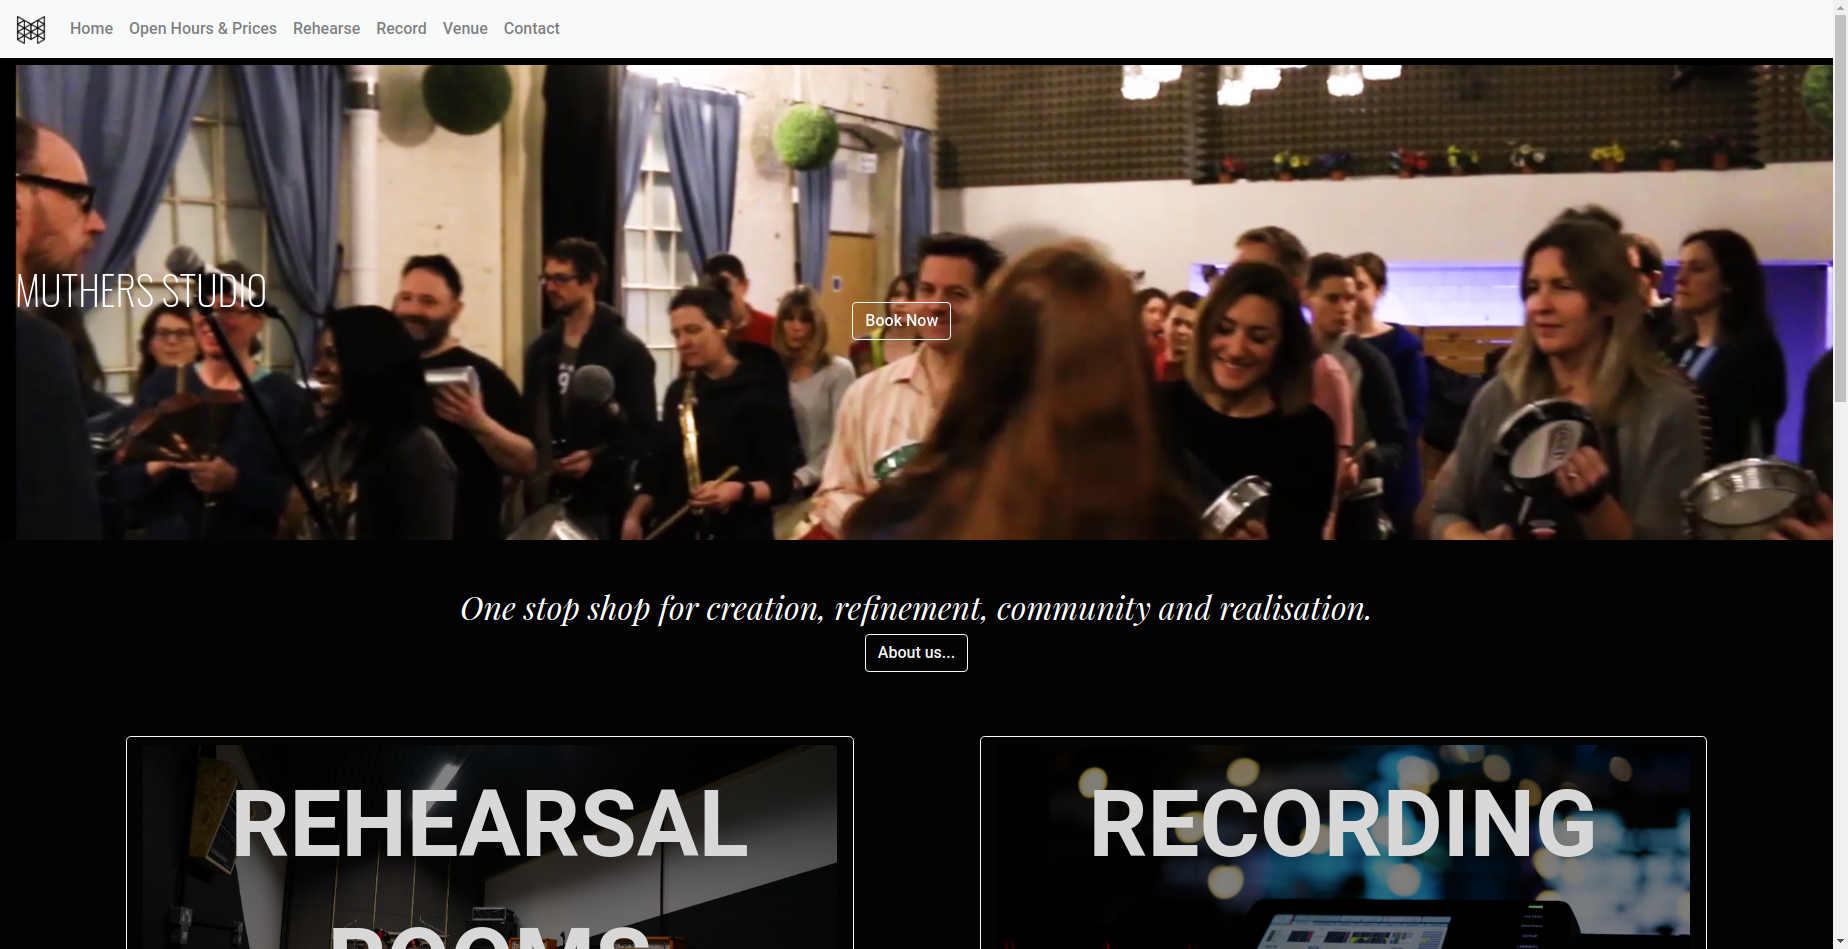 Home Open Hours & Prices Rehearse Record Venue Contact
MUTHERS STUDIO
Book Now
One stop shop for creation, refinement, community and realisation.
About us...
REHEARSAL
ROOMS
RECORDING